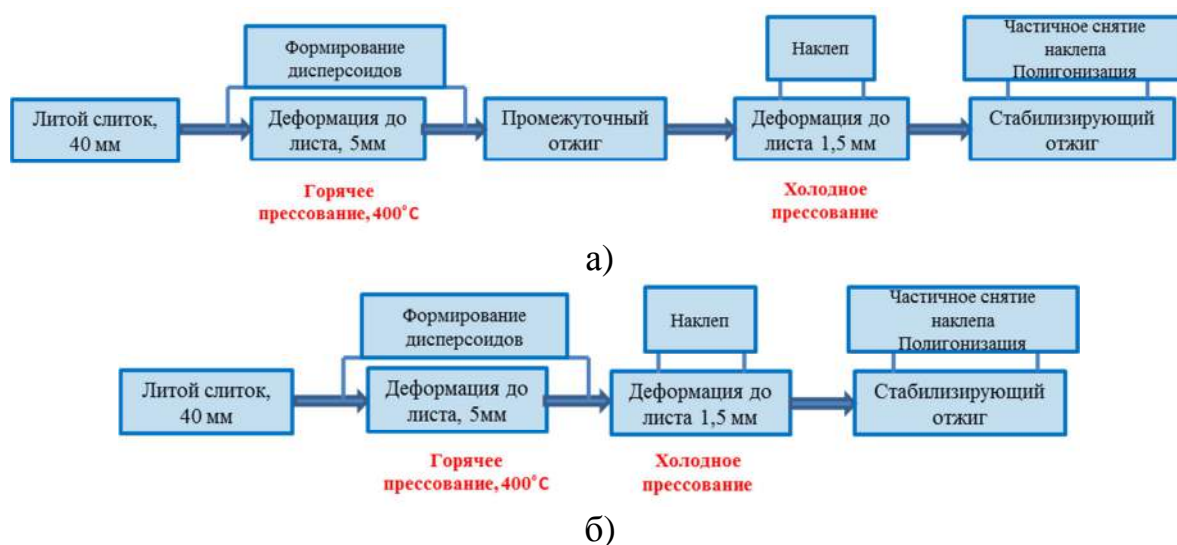 Формирование
дисперсоидов
Наклеп
Частичное снятие
наклепа
Полигонизация
Литой слиток,
40 мм
Деформация до
листа, 5мм
Промежуточный
отжиг
Деформация до
листа 1,5 мм
Стабилизирующий
отжиг
Горячее
прессование, 400°С
Холодное
прессование
а)
Формирование
дисперсоидов
Наклеп
Частичное снятие
наклепа
Полигонизация
Литой слиток,
40 мм
Деформация до
листа, 5мм
Деформация до
листа 1,5 мм
Стабилизирующий
отжиг
Горячее
прессование, 400°С
Холодное
прессование
б)